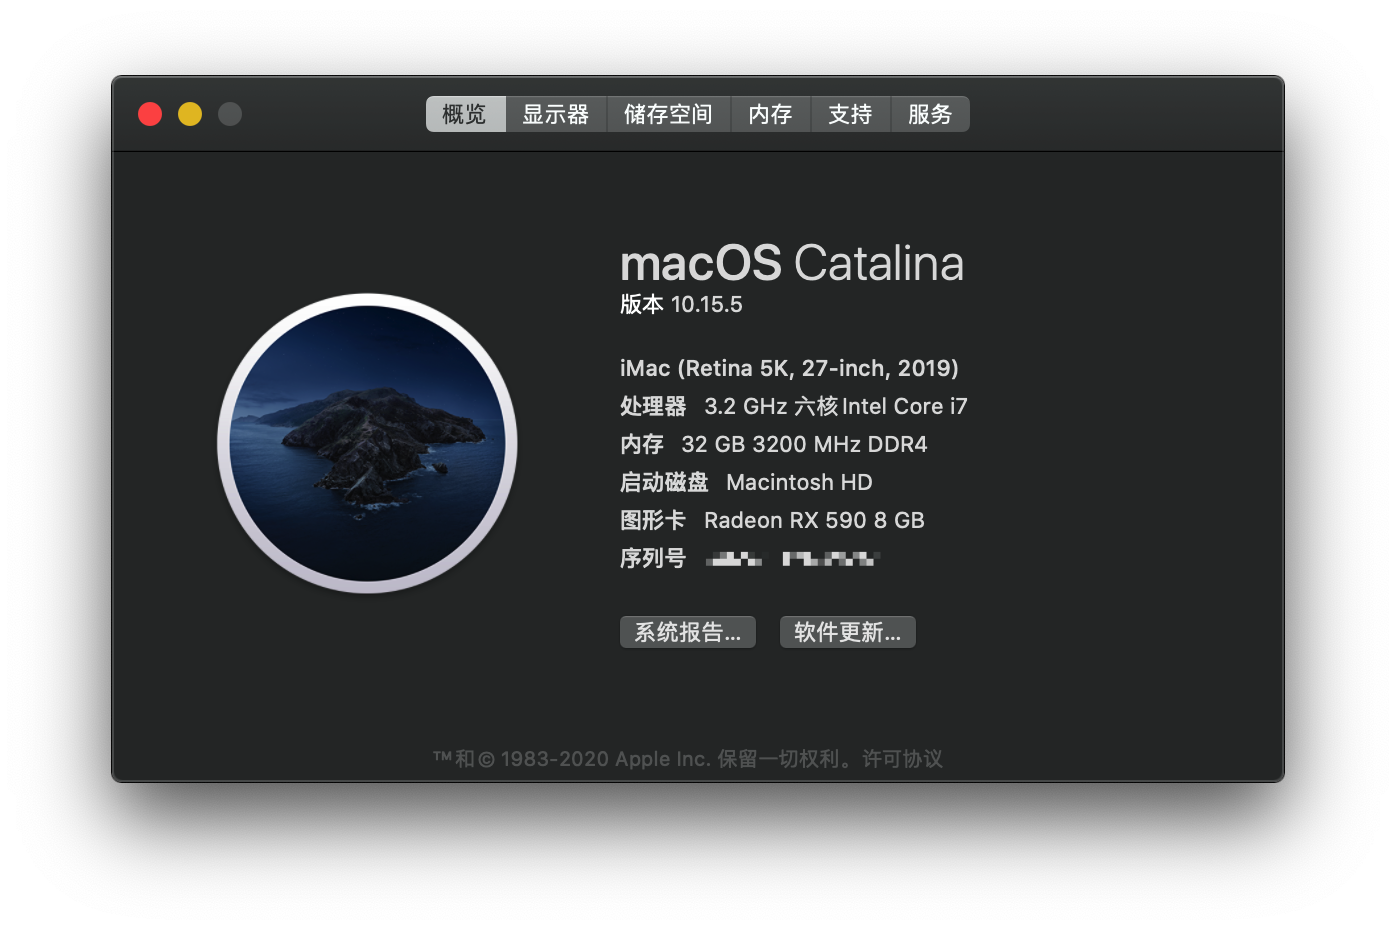 概览 显示器 储存空间 内存 支持 服务
macOS Catalina
版本 10.15.5
iMac (Retina 5K, 27-inch, 2019)
处理器 3.2 GHz 六核Intel Core i7
内存 32 GB 3200 MHz DDR4
启动磁盘 Macintosh HD
图形卡 Radeon RX 590 8 GB
序列号
系统报告... 软件更新...
™和© 1983-2020 Apple Inc. 保留一切权利。许可协议